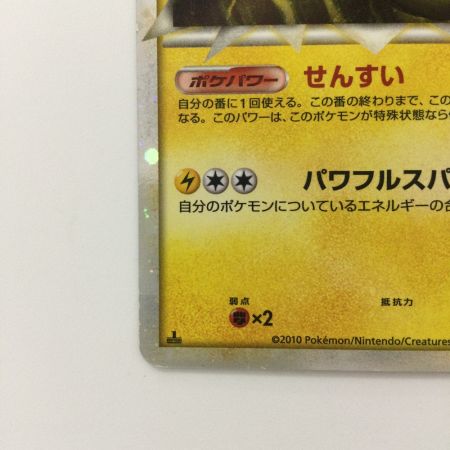 ポケパワー せんすい
自分の番に1回使える。この番の終わりまで、この
なる。このパワーは、このポケモンが特殊状態なら
パワフルスパ
自分のポケモンについているエネルギーの合
弱点 抵抗力
×2
©2010 Pokémon/Nintendo/Creatures